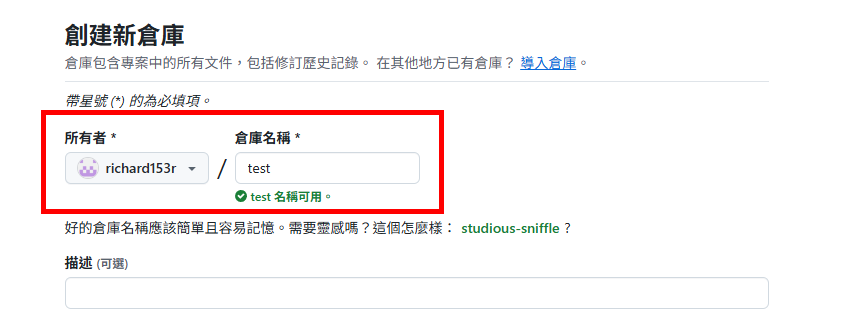 創建新倉庫
倉庫包含專案中的所有文件，包括修訂歷史記錄。 在其他地方已有倉庫？ 導入倉庫。
帶星號 (*) 的為必填項。
所有者 * 倉庫名稱 *
richard153r / test
test 名稱可用。
好的倉庫名稱應該簡單且容易記憶。需要靈感嗎？這個怎麼樣： studious-sniffle ?
描述 (可選)